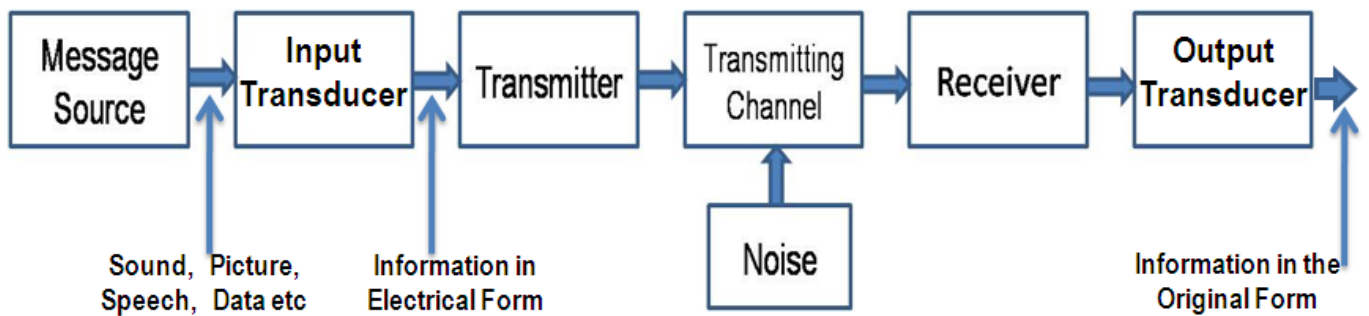 Message
Source
Input
Transducer
Transmitter
Transmitting
Channel
Receiver
Output
Transducer
Noise
Sound, Picture,
Speech, Data etc
Information in
Electrical Form
Information in the
Original Form